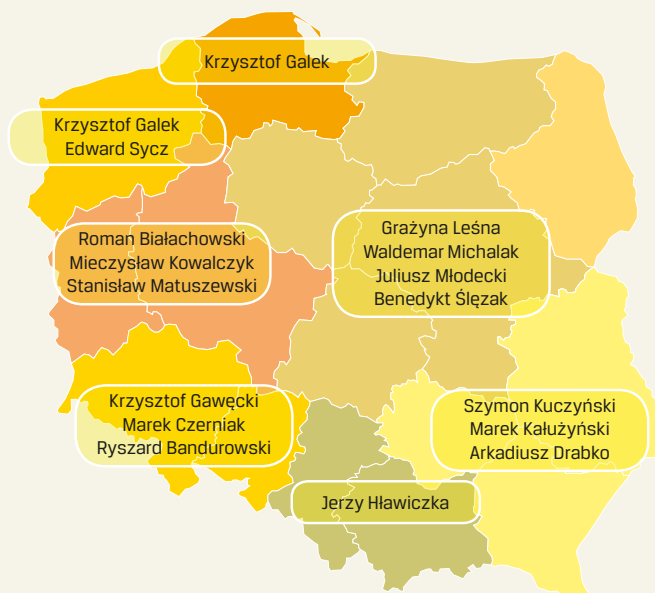 Krzysztof Galek
Krzysztof Galek
Edward Sycz
Roman Białachowski
Mieczysław Kowalczyk
Stanisław Matuszewski
Grażyna Leśna
Waldemar Michalak
Juliusz Młodecki
Benedykt Ślęzak
Krzysztof Gawęcki
Marek Czerniak
Ryszard Bandurowski
Szymon Kuczyński
Marek Kałużyński
Arkadiusz Drabko
Jerzy Hławiczka